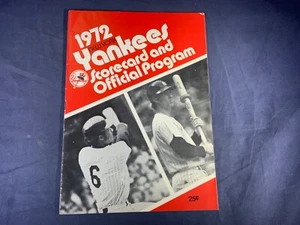 1972
Yankees
Scorecard and
Official Program
6
25¢